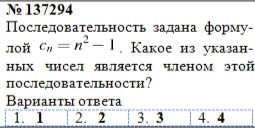 № 137294
Последовательность задана форму-
лой cₙ = n² − 1. Какое из указан-
ных чисел является членом этой
последовательности?
Варианты ответа
1. 1 2. 2 3. 3 4. 4